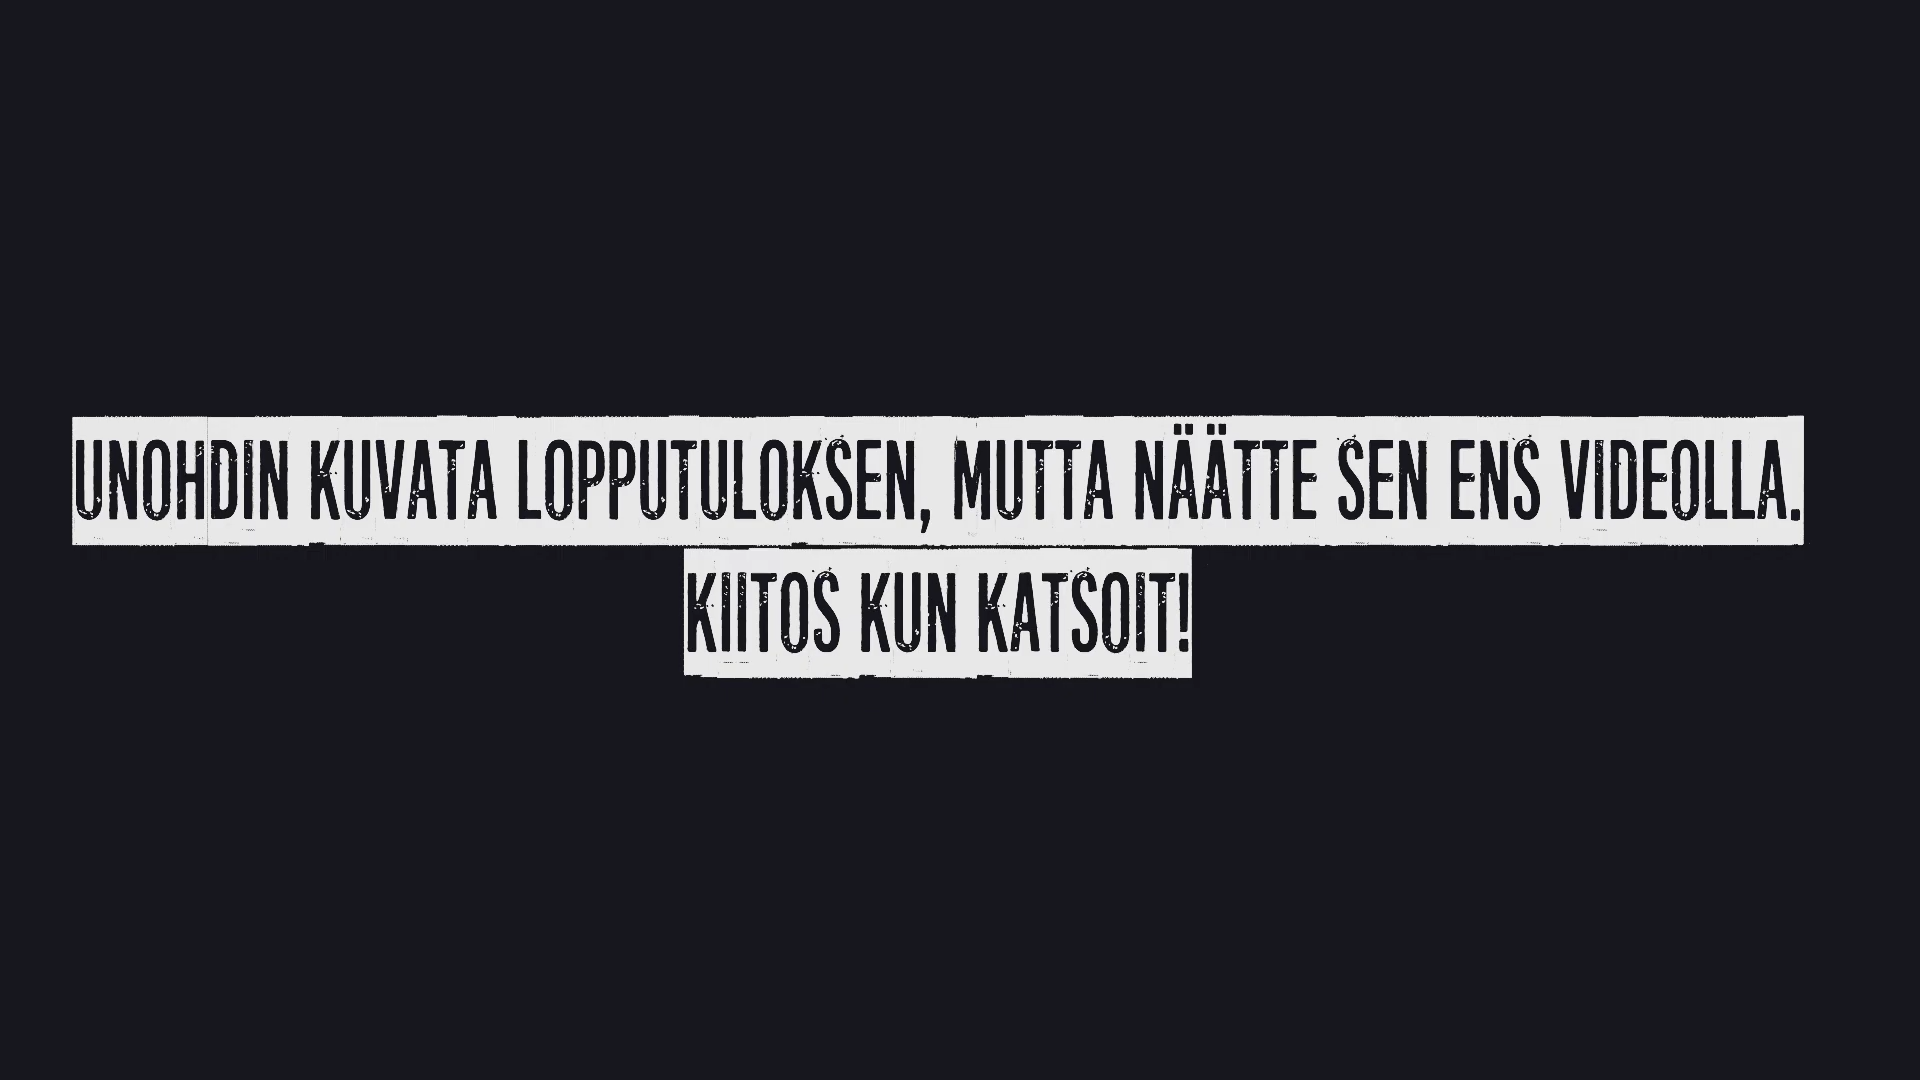 UNOHDIN KUVATA LOPPUTULOKSEN, MUTTA NÄÄTTE SEN ENS VIDEOLLA.
KIITOS KUN KATSOIT!